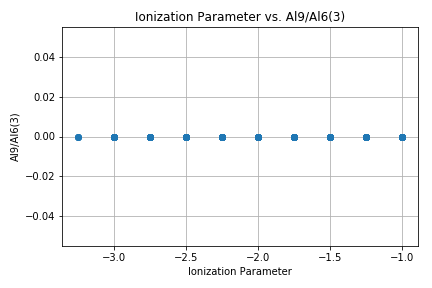 Ionization Parameter vs. Al9/Al6(3)
Al9/Al6(3)
0.04
0.02
0.00
−0.02
−0.04
−3.0 −2.5 −2.0 −1.5 −1.0
Ionization Parameter